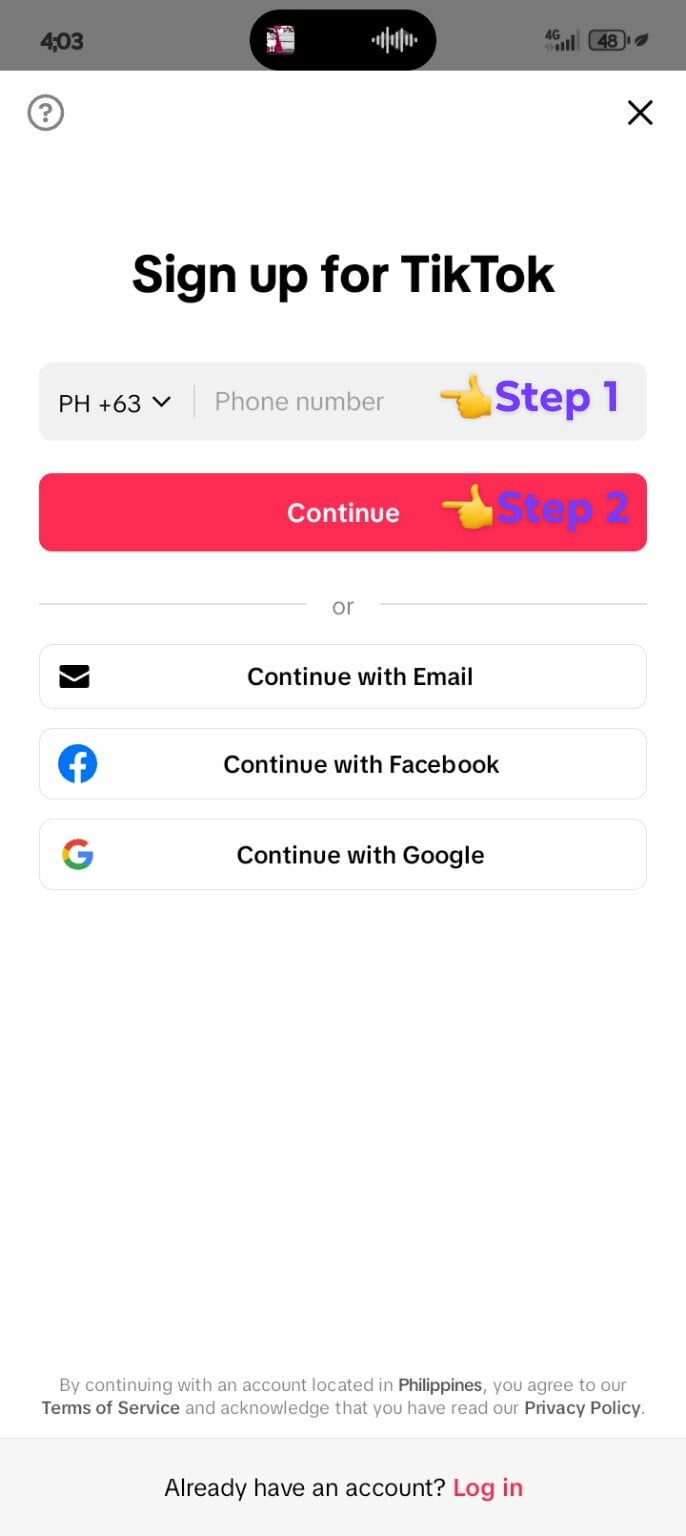 4:03
4G
48
?
Sign up for TikTok
PH +63
Phone number
Step 1
Continue
Step 2
or
Continue with Email
Continue with Facebook
Continue with Google
By continuing with an account located in Philippines, you agree to our
Terms of Service and acknowledge that you have read our Privacy Policy.
Already have an account? Log in